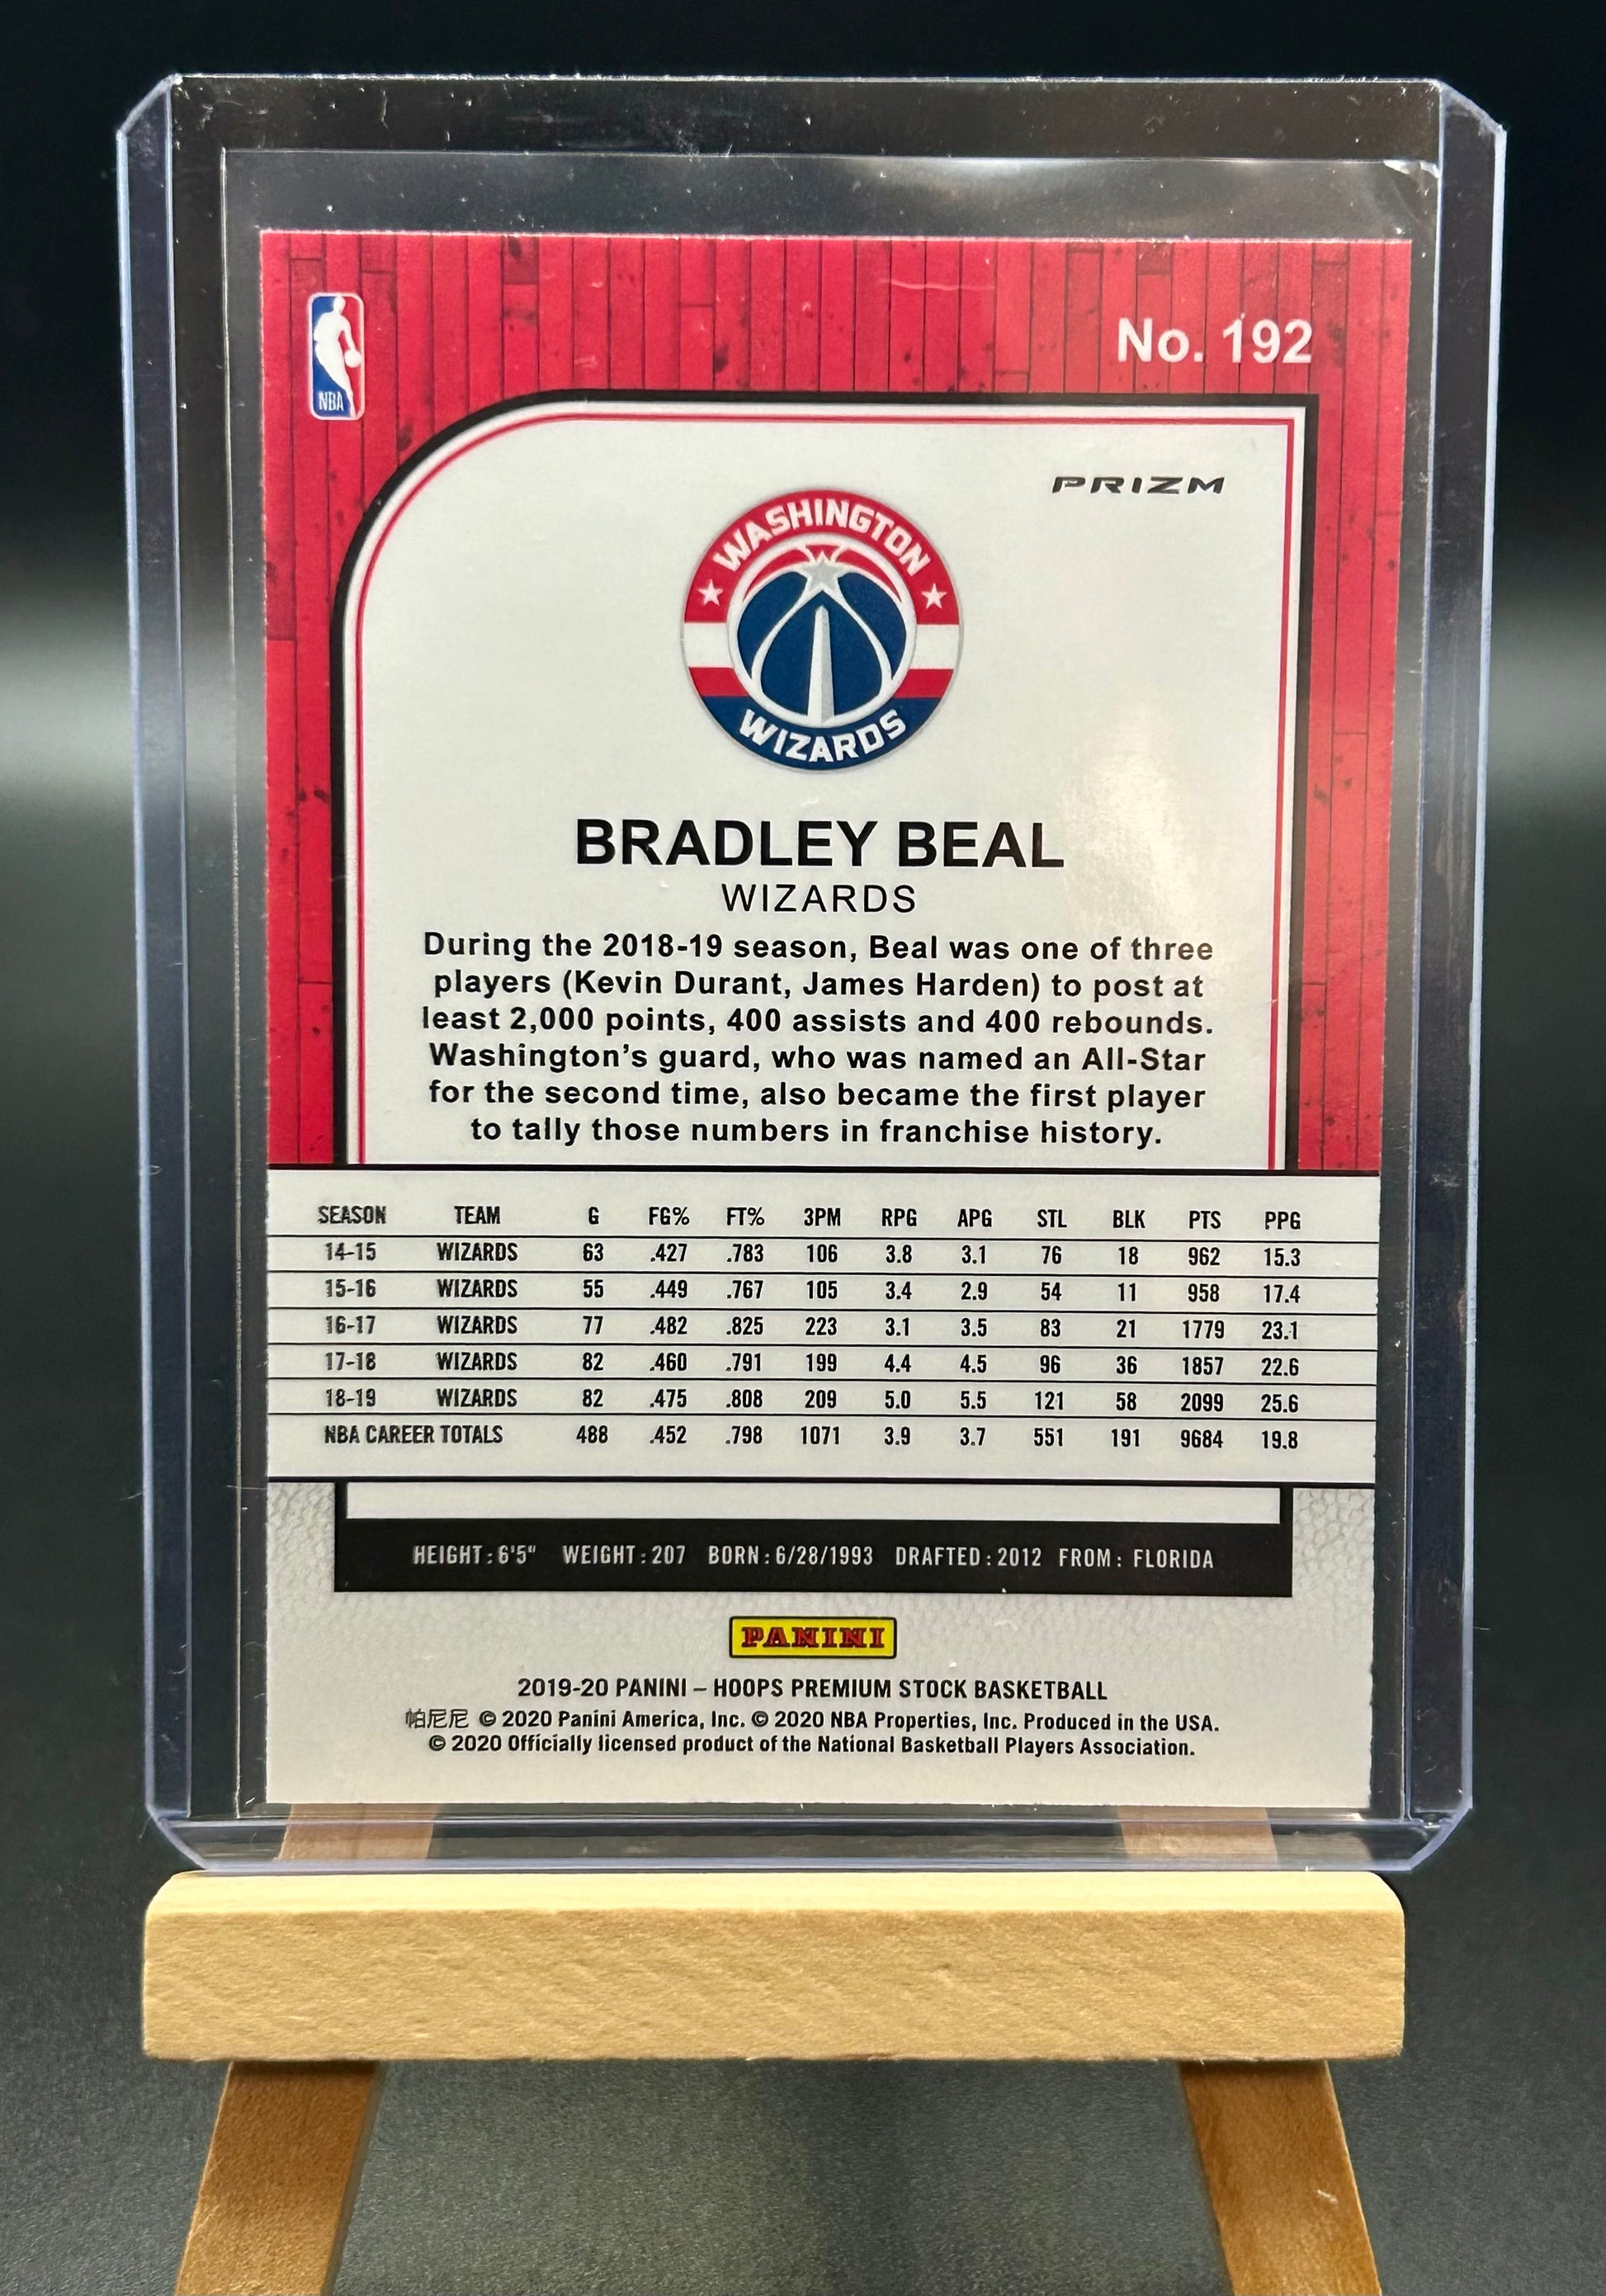 NBA
No. 192
PRIZM
WASHINGTON
WIZARDS
BRADLEY BEAL
WIZARDS
During the 2018-19 season, Beal was one of three
players (Kevin Durant, James Harden) to post at
least 2,000 points, 400 assists and 400 rebounds.
Washington's guard, who was named an All-Star
for the second time, also became the first player
to tally those numbers in franchise history.
SEASON TEAM G FG% FT% 3PM RPG APG STL BLK PTS PPG
14-15 WIZARDS 63 .427 .783 106 3.8 3.1 76 18 962 15.3
15-16 WIZARDS 55 .449 .767 105 3.4 2.9 54 11 958 17.4
16-17 WIZARDS 77 .482 .825 223 3.1 3.5 83 21 1779 23.1
17-18 WIZARDS 82 .460 .791 199 4.4 4.5 96 36 1857 22.6
18-19 WIZARDS 82 .475 .808 209 5.0 5.5 121 58 2099 25.6
NBA CAREER TOTALS 488 .452 .798 1071 3.9 3.7 551 191 9684 19.8
HEIGHT: 6'5" WEIGHT: 207 BORN: 6/28/1993 DRAFTED: 2012 FROM: FLORIDA
PANINI
2019-20 PANINI – HOOPS PREMIUM STOCK BASKETBALL
帕尼尼 © 2020 Panini America, Inc. © 2020 NBA Properties, Inc. Produced in the USA.
© 2020 Officially licensed product of the National Basketball Players Association.